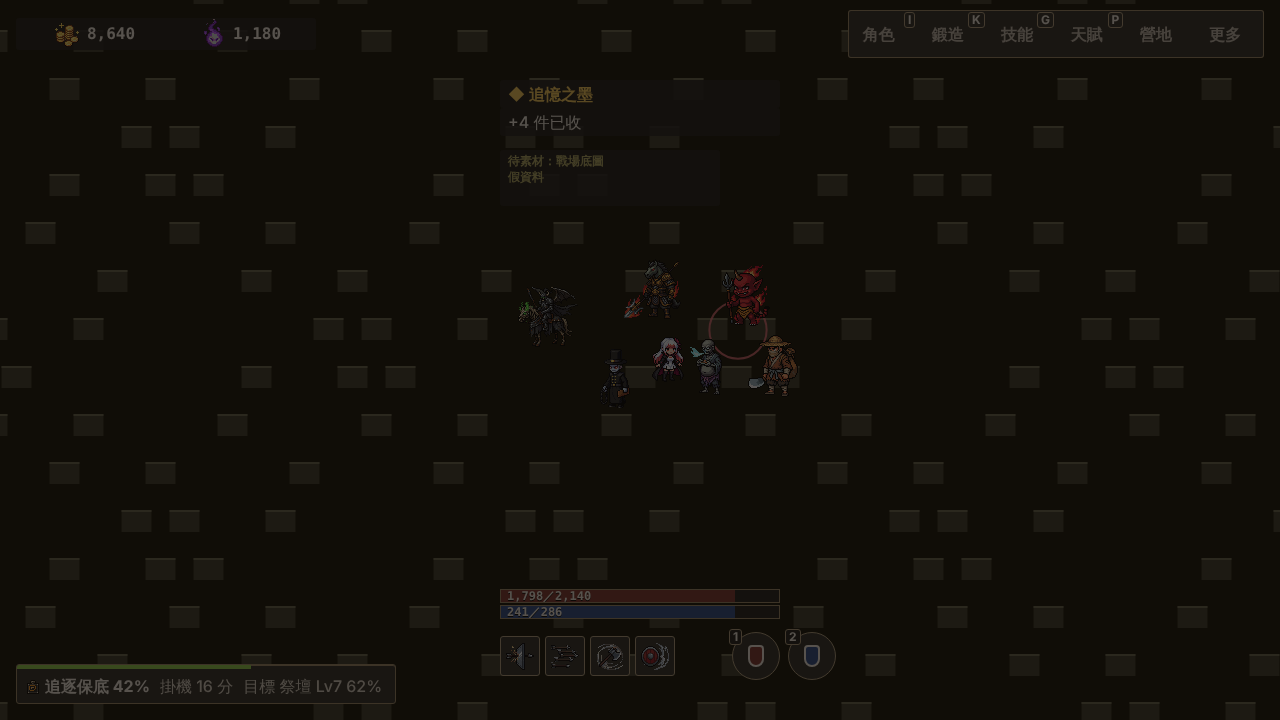 8,640
1,180
角色 I
鍛造 K
技能 G
天賦 P
營地
更多
◆ 追憶之墨
+4 件已收
待素材：戰場底圖
假資料
1,798／2,140
241／286
1
2
追逐保底 42% 掛機 16 分 目標 祭壇 Lv7 62%